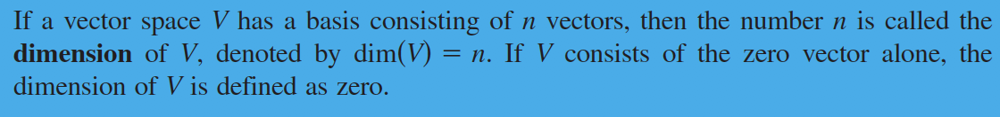 If a vector space V has a basis consisting of n vectors, then the number n is called the
dimension of V, denoted by dim(V) = n. If V consists of the zero vector alone, the
dimension of V is defined as zero.